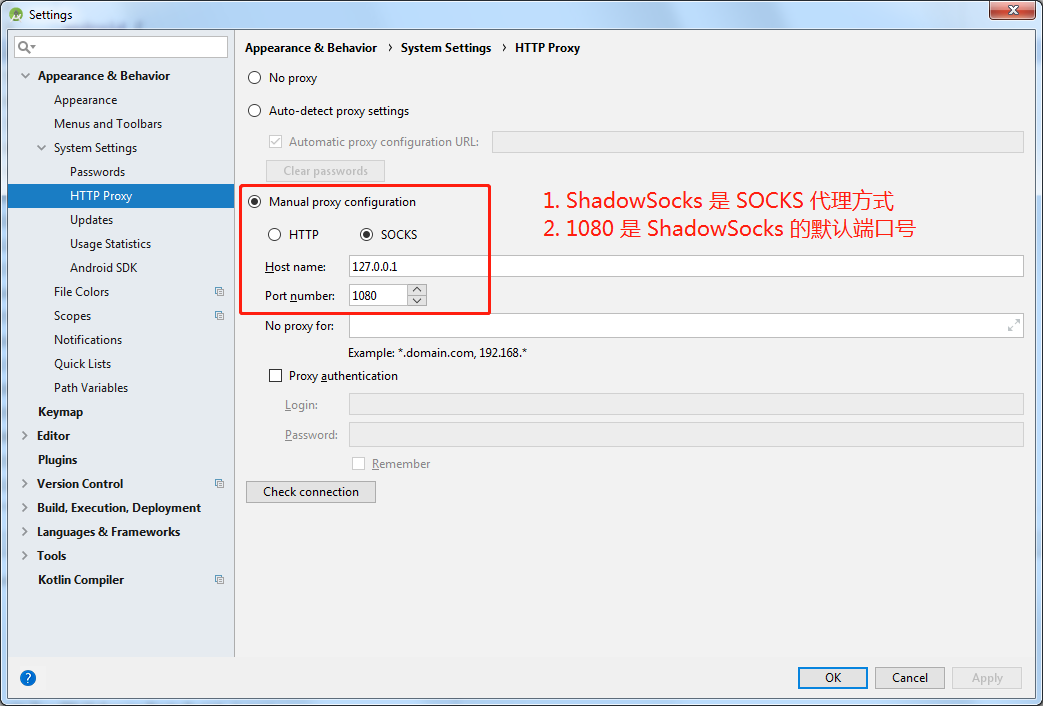 Settings
Appearance & Behavior
Appearance
Menus and Toolbars
System Settings
Passwords
HTTP Proxy
Updates
Usage Statistics
Android SDK
File Colors
Scopes
Notifications
Quick Lists
Path Variables
Keymap
Editor
Plugins
Version Control
Build, Execution, Deployment
Languages & Frameworks
Tools
Kotlin Compiler
Appearance & Behavior › System Settings › HTTP Proxy
No proxy
Auto-detect proxy settings
Automatic proxy configuration URL:
Clear passwords
Manual proxy configuration
HTTP SOCKS
Host name: 127.0.0.1
Port number: 1080
No proxy for:
Example: *.domain.com, 192.168.*
Proxy authentication
Login:
Password:
Remember
Check connection
1. ShadowSocks 是 SOCKS 代理方式
2. 1080 是 ShadowSocks 的默认端口号
?
OK Cancel Apply